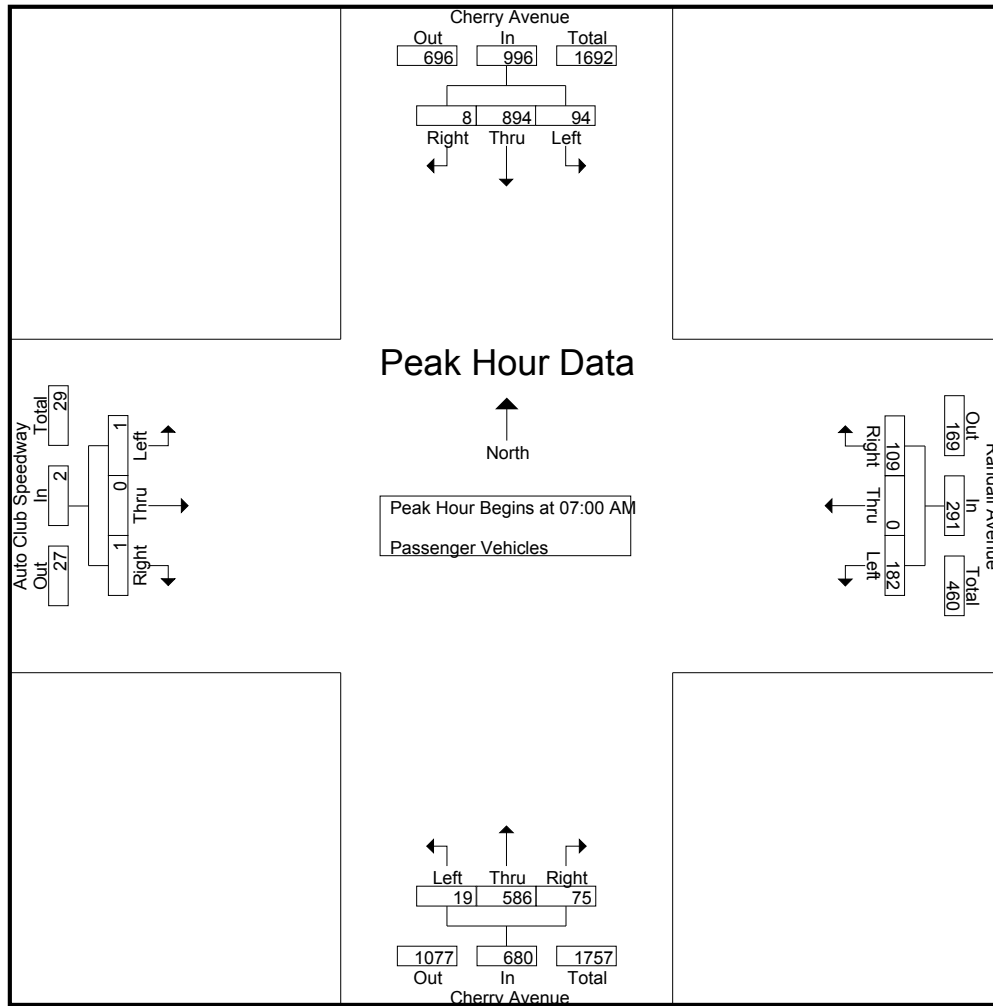 Cherry Avenue
Out In Total
696 996 1692
8 894 94
Right Thru Left
Peak Hour Data
North
Peak Hour Begins at 07:00 AM
Passenger Vehicles
Auto Club Speedway
Out In Total
27 2 29
1 0 1
Left Thru Right
Randall Avenue
Out In Total
169 291 460
109 0 182
Right Thru Left
Left Thru Right
19 586 75
1077 680 1757
Out In Total
Cherry Avenue